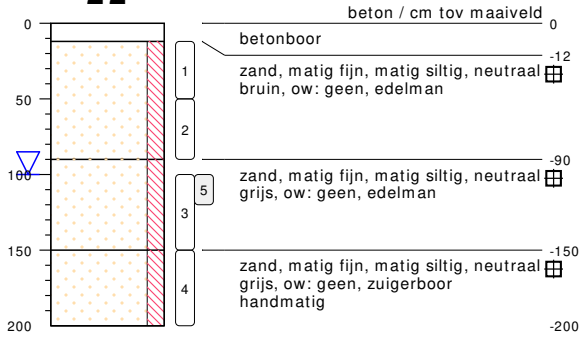 beton / cm tov maaiveld
0
0
betonboor
-12
zand, matig fijn, matig siltig, neutraal
bruin, ow: geen, edelman
1
50
2
-90
100
zand, matig fijn, matig siltig, neutraal
grijs, ow: geen, edelman
5
3
150
-150
zand, matig fijn, matig siltig, neutraal
grijs, ow: geen, zuigerboor
handmatig
4
200
-200